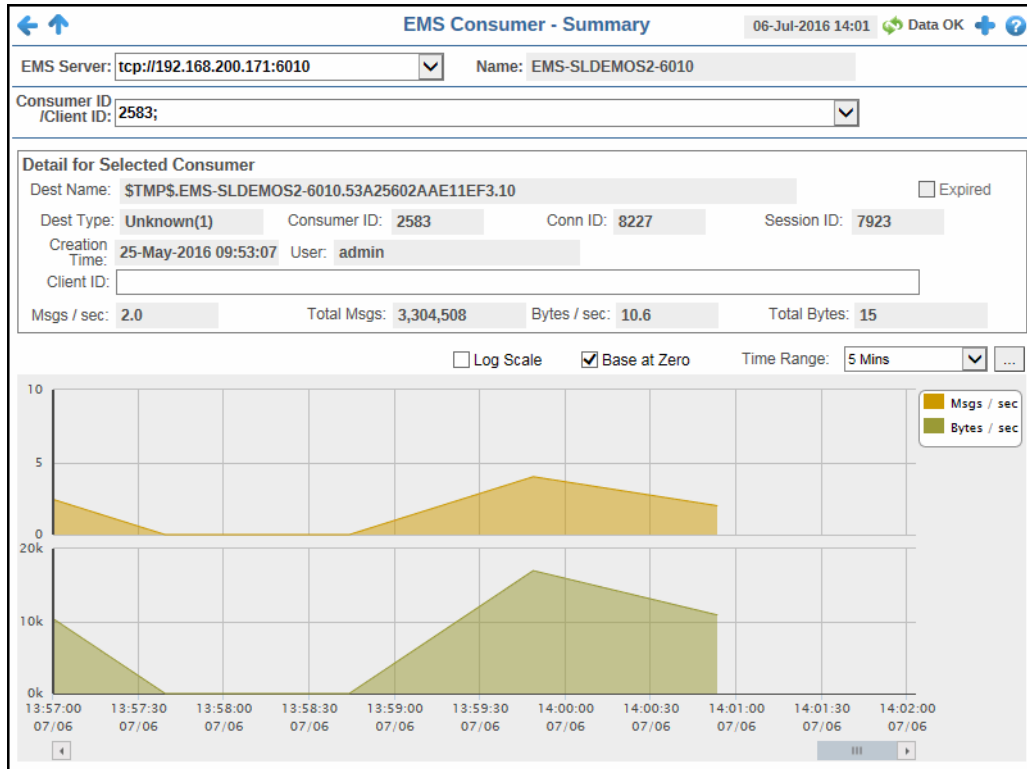 EMS Consumer - Summary 06-Jul-2016 14:01 Data OK
EMS Server: tcp://192.168.200.171:6010 Name: EMS-SLDEMOS2-6010
Consumer ID
/Client ID: 2583;
Detail for Selected Consumer
Dest Name: $TMP$.EMS-SLDEMOS2-6010.53A25602AAE11EF3.10 Expired
Dest Type: Unknown(1) Consumer ID: 2583 Conn ID: 8227 Session ID: 7923
Creation
Time: 25-May-2016 09:53:07 User: admin
Client ID:
Msgs / sec: 2.0 Total Msgs: 3,304,508 Bytes / sec: 10.6 Total Bytes: 15
Log Scale Base at Zero Time Range: 5 Mins ...
10
Msgs / sec
Bytes / sec
5
0
20k
10k
0k
13:57:00 13:57:30 13:58:00 13:58:30 13:59:00 13:59:30 14:00:00 14:00:30 14:01:00 14:01:30 14:02:00
07/06 07/06 07/06 07/06 07/06 07/06 07/06 07/06 07/06 07/06 07/06